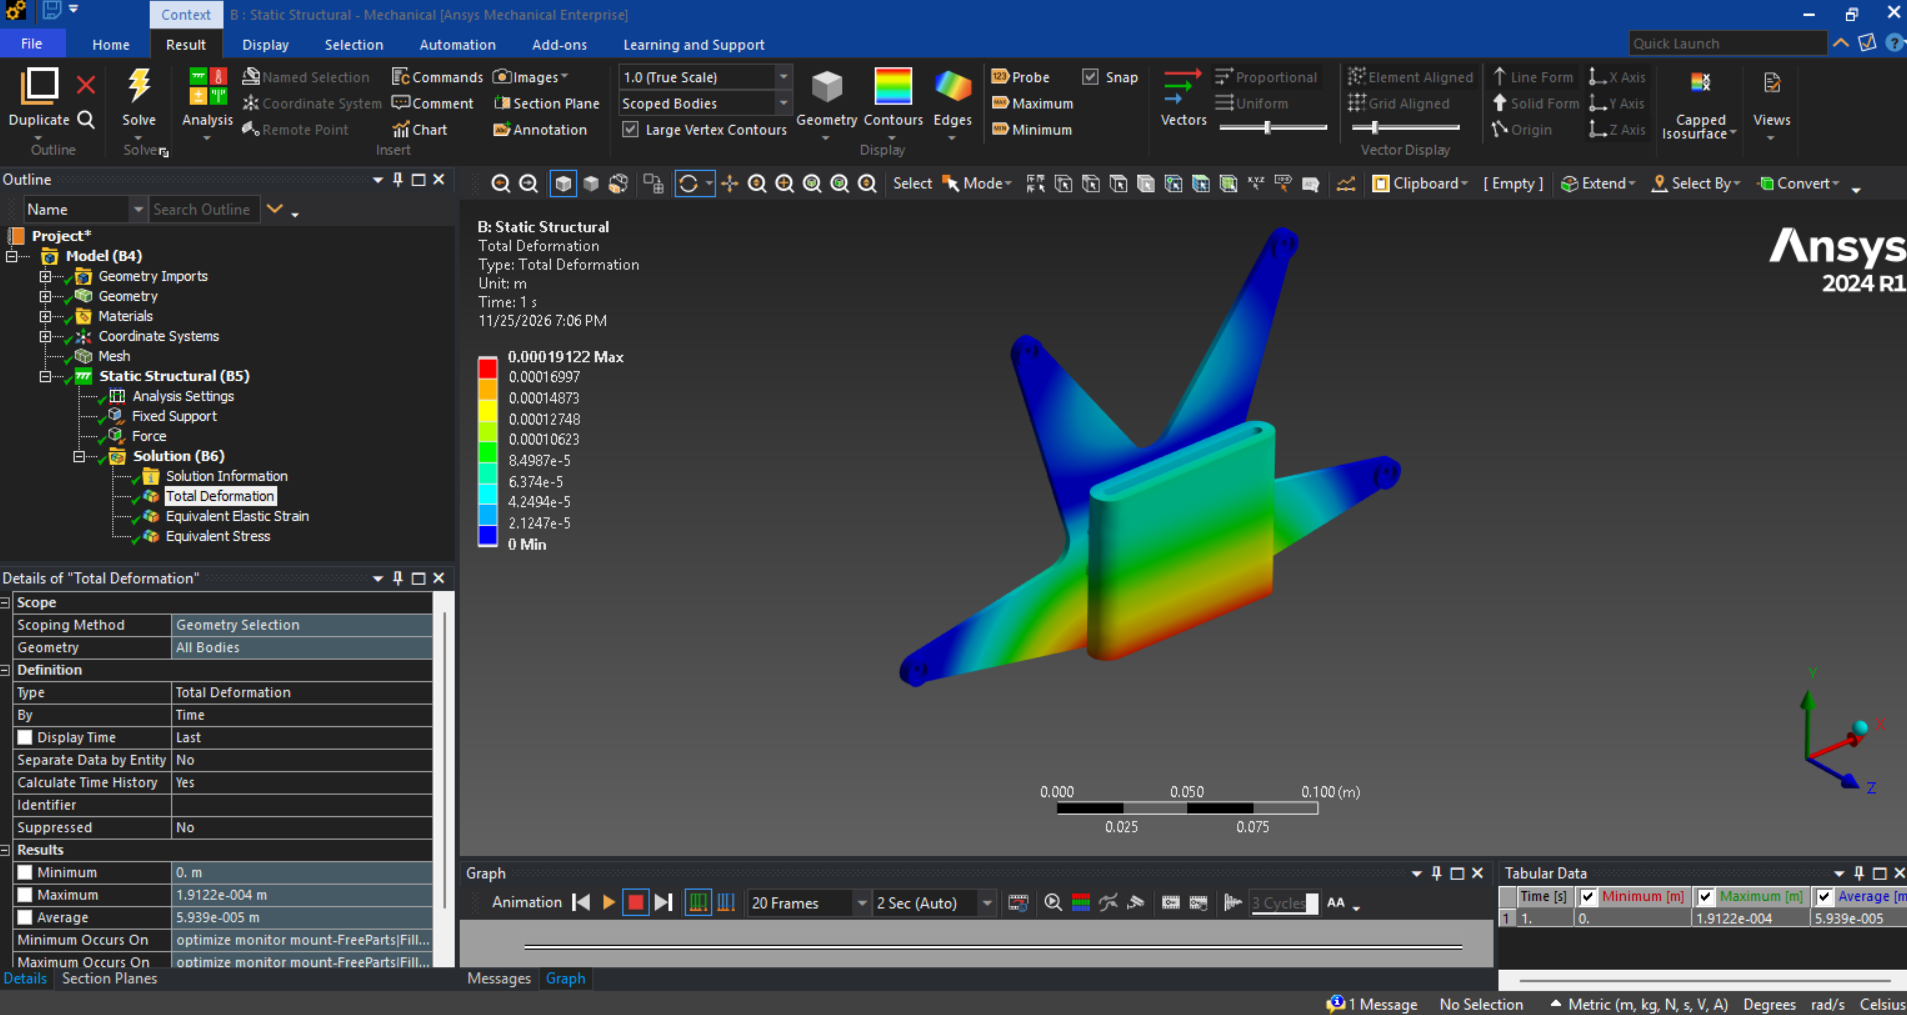 Context
B : Static Structural - Mechanical [Ansys Mechanical Enterprise]
File
Home
Result
Display
Selection
Automation
Add-ons
Learning and Support
Quick Launch
Duplicate
Outline
Solve
Solver
Analysis
Named Selection
Coordinate System
Remote Point
Commands
Comment
Chart
Images
Section Plane
Annotation
Insert
1.0 (True Scale)
Scoped Bodies
Large Vertex Contours
Geometry
Contours
Edges
Display
Probe
Maximum
Minimum
Snap
Vectors
Proportional
Uniform
Element Aligned
Grid Aligned
Line Form
Solid Form
Origin
X Axis
Y Axis
Z Axis
Vector Display
Capped
Isosurface
Views
Outline
Name
Search Outline
Select
Mode
Clipboard
[ Empty ]
Extend
Select By
Convert
Project*
Model (B4)
Geometry Imports
Geometry
Materials
Coordinate Systems
Mesh
Static Structural (B5)
Analysis Settings
Fixed Support
Force
Solution (B6)
Solution Information
Total Deformation
Equivalent Elastic Strain
Equivalent Stress
B: Static Structural
Total Deformation
Type: Total Deformation
Unit: m
Time: 1 s
11/25/2026 7:06 PM
0.00019122 Max
0.00016997
0.00014873
0.00012748
0.00010623
8.4987e-5
6.374e-5
4.2494e-5
2.1247e-5
0 Min
Ansys
2024 R1
Y
X
Z
0.000
0.050
0.100 (m)
0.025
0.075
Details of "Total Deformation"
Scope
Scoping Method Geometry Selection
Geometry All Bodies
Definition
Type Total Deformation
By Time
Display Time Last
Separate Data by Entity No
Calculate Time History Yes
Identifier
Suppressed No
Results
Minimum 0. m
Maximum 1.9122e-004 m
Average 5.939e-005 m
Minimum Occurs On optimize monitor mount-FreeParts|Fill...
Maximum Occurs On optimize monitor mount-FreeParts|Fill...
Details
Section Planes
Graph
Animation
20 Frames
2 Sec (Auto)
3 Cycles
AA
Messages
Graph
Tabular Data
Time [s] Minimum [m] Maximum [m] Average [m
1 1. 0. 1.9122e-004 5.939e-005
1 Message
No Selection
Metric (m, kg, N, s, V, A)
Degrees
rad/s
Celsius